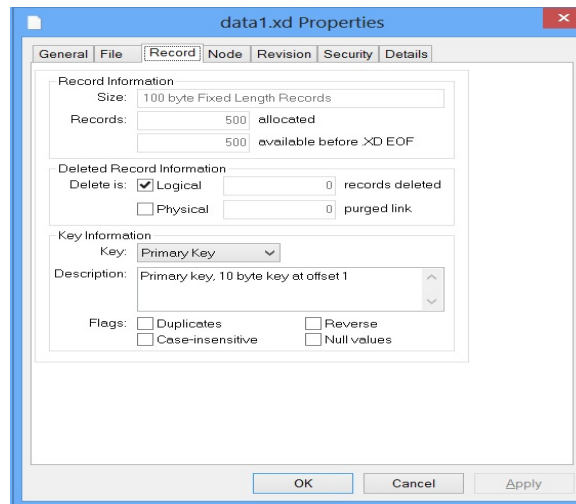 data1.xd Properties
General File Record Node Revision Security Details
Record Information
Size: 100 byte Fixed Length Records
Records: 500 allocated
500 available before .XD EOF
Deleted Record Information
Delete is: Logical 0 records deleted
Physical 0 purged link
Key Information
Key: Primary Key
Description: Primary key, 10 byte key at offset 1
Flags: Duplicates Reverse
Case-insensitive Null values
OK Cancel Apply